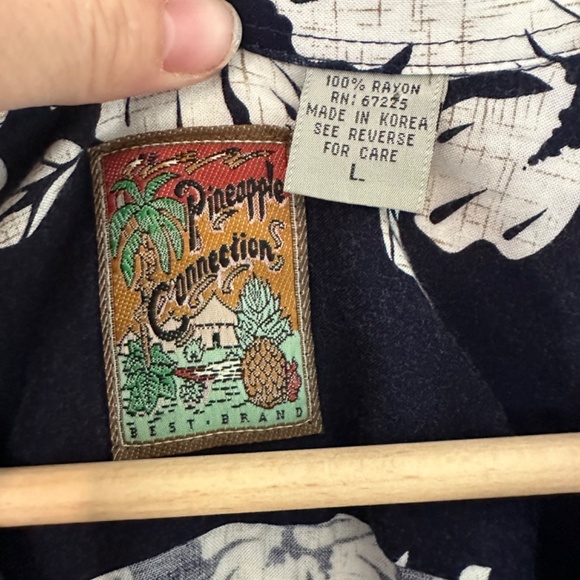 100% RAYON
RN: 67225
MADE IN KOREA
SEE REVERSE
FOR CARE
L
Pineapple
Connection
BEST. BRAND